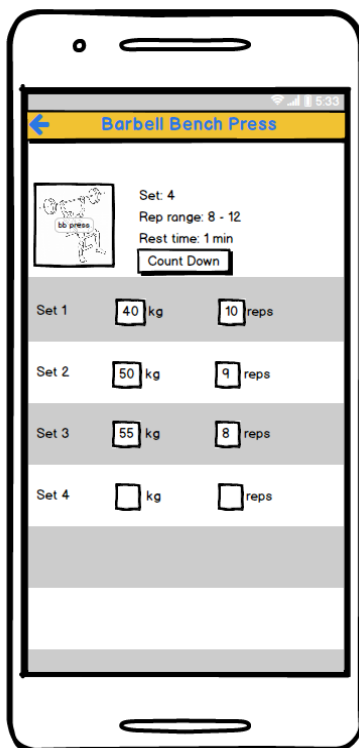 5:33
Barbell Bench Press
bb press
Set: 4
Rep range: 8 - 12
Rest time: 1 min
Count Down
Set 1 40 kg 10 reps
Set 2 50 kg 9 reps
Set 3 55 kg 8 reps
Set 4 kg reps